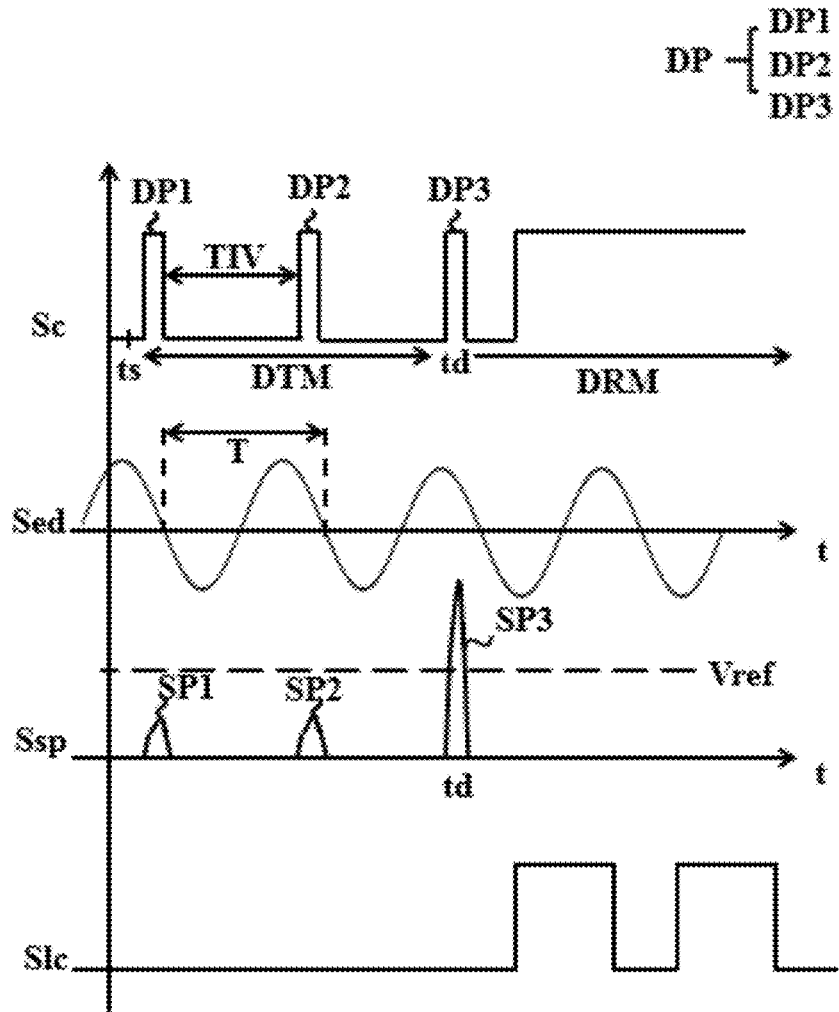 DP1
DP
DP2
DP3
DP1
DP2
DP3
TIV
Sc
ts
DTM
td
DRM
T
Sed
t
SP3
Vref
SP1
SP2
Ssp
td
t
Slc